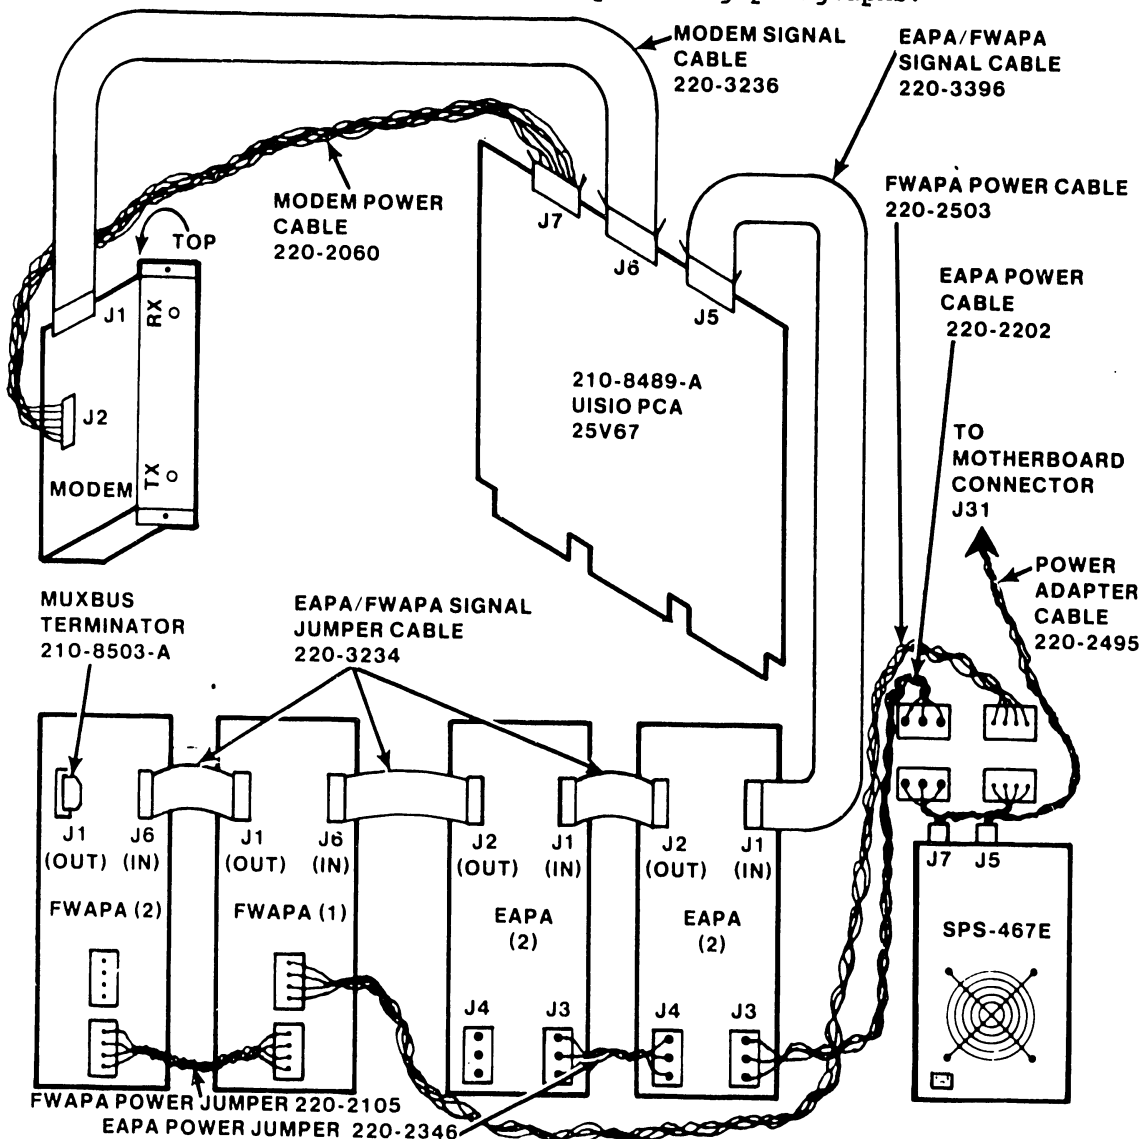 MODEM SIGNAL
CABLE
220-3236
EAPA/FWAPA
SIGNAL CABLE
220-3396
MODEM POWER
CABLE
220-2060
TOP
FWAPA POWER CABLE
220-2503
J7
J6
J5
EAPA POWER
CABLE
220-2202
J1
RX
J2
TX
MODEM
210-8489-A
UISIO PCA
25V67
TO
MOTHERBOARD
CONNECTOR
J31
POWER
ADAPTER
CABLE
220-2495
MUXBUS
TERMINATOR
210-8503-A
EAPA/FWAPA SIGNAL
JUMPER CABLE
220-3234
J1 J6 J1 J6 J2 J1 J2 J1
(OUT) (IN) (OUT) (IN) (OUT) (IN) (OUT) (IN)
J7 J5
FWAPA (2) FWAPA (1) EAPA
(2)
EAPA
(2)
SPS-467E
J4 J3 J4 J3
FWAPA POWER JUMPER 220-2105
EAPA POWER JUMPER 220-2346